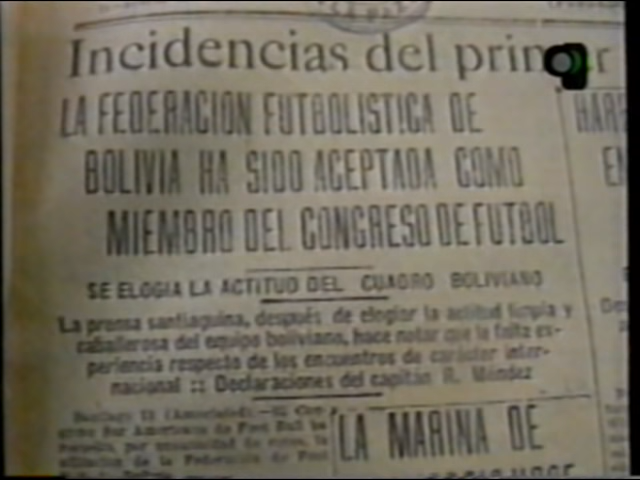 Incidencias del primer
LA FEDERACION FUTBOLISTICA DE
BOLIVIA HA SIDO ACEPTADA COMO
MIEMBRO DEL CONGRESO DE FUTBOL
SE ELOGIA LA ACTITUD DEL CUADRO BOLIVIANO
La prensa santiaguina, después de elogiar la actitud limpia y
caballerosa del equipo boliviano, hace notar que le falta ex-
periencia respecto de los encuentros de carácter inter-
nacional :: Declaraciones del capitán R. Méndez
LA MARINA DE